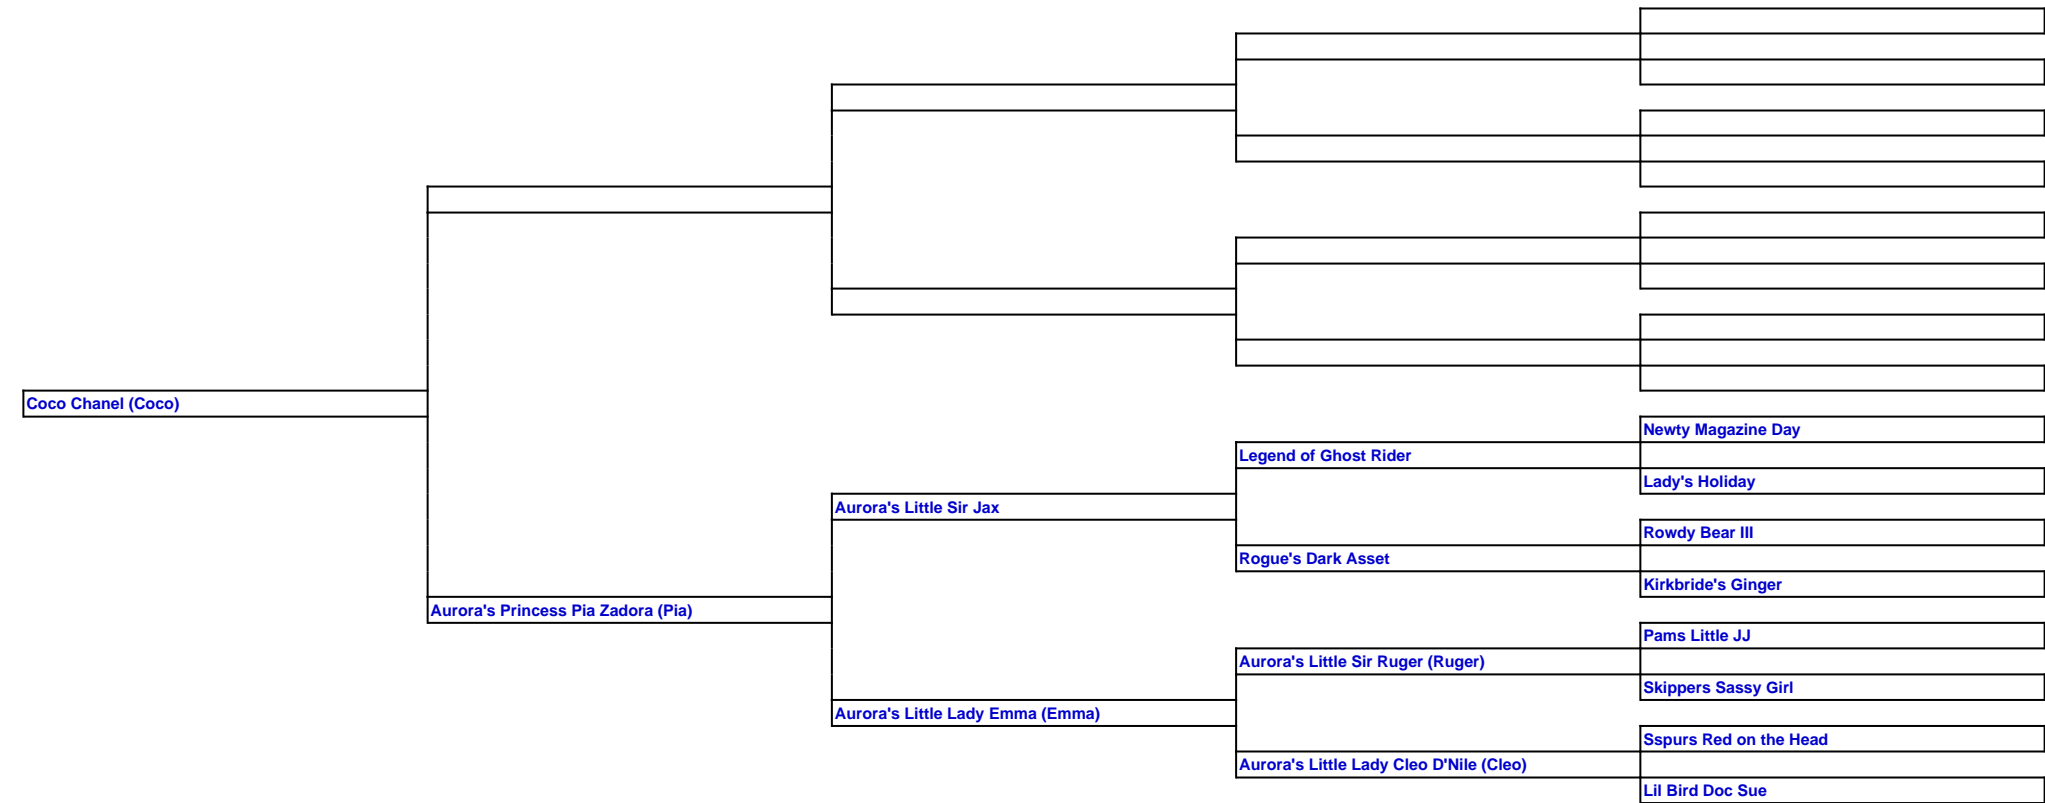 Coco Chanel (Coco)
Newty Magazine Day
Legend of Ghost Rider
Lady's Holiday
Aurora's Little Sir Jax
Rowdy Bear III
Rogue's Dark Asset
Kirkbride's Ginger
Aurora's Princess Pia Zadora (Pia)
Pams Little JJ
Aurora's Little Sir Ruger (Ruger)
Skippers Sassy Girl
Aurora's Little Lady Emma (Emma)
Sspurs Red on the Head
Aurora's Little Lady Cleo D'Nile (Cleo)
Lil Bird Doc Sue